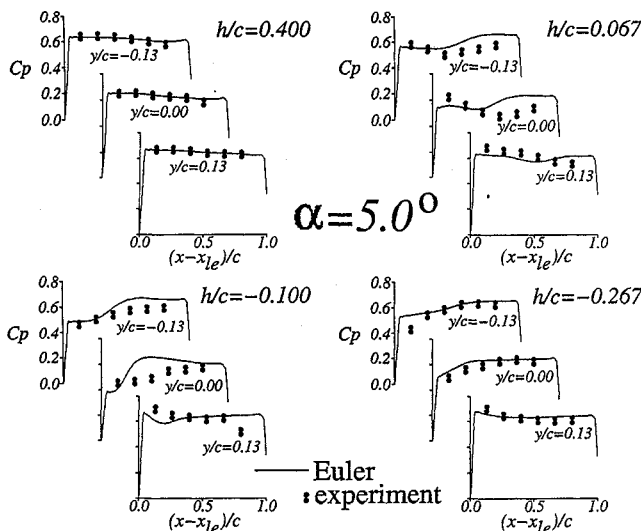 0.8
h/c=0.400
0.6
Cp
0.4
y/c=−0.13
0.2
0.0
y/c=0.00
y/c=0.13
0.0 0.5 1.0
(x-xle)/c
0.8
h/c=0.067
0.6
Cp
0.4
y/c=−0.13
0.2
0.0
y/c=0.00
y/c=0.13
0.0 0.5 1.0
(x-xle)/c
α=5.0°
0.8
h/c=−0.100
0.6
Cp
0.4
y/c=−0.13
0.2
0.0
y/c=0.00
y/c=0.13
0.0 0.5 1.0
(x-xle)/c
0.8
h/c=−0.267
0.6
Cp
0.4
y/c=−0.13
0.2
0.0
y/c=0.00
y/c=0.13
0.0 0.5 1.0
(x-xle)/c
Euler
experiment